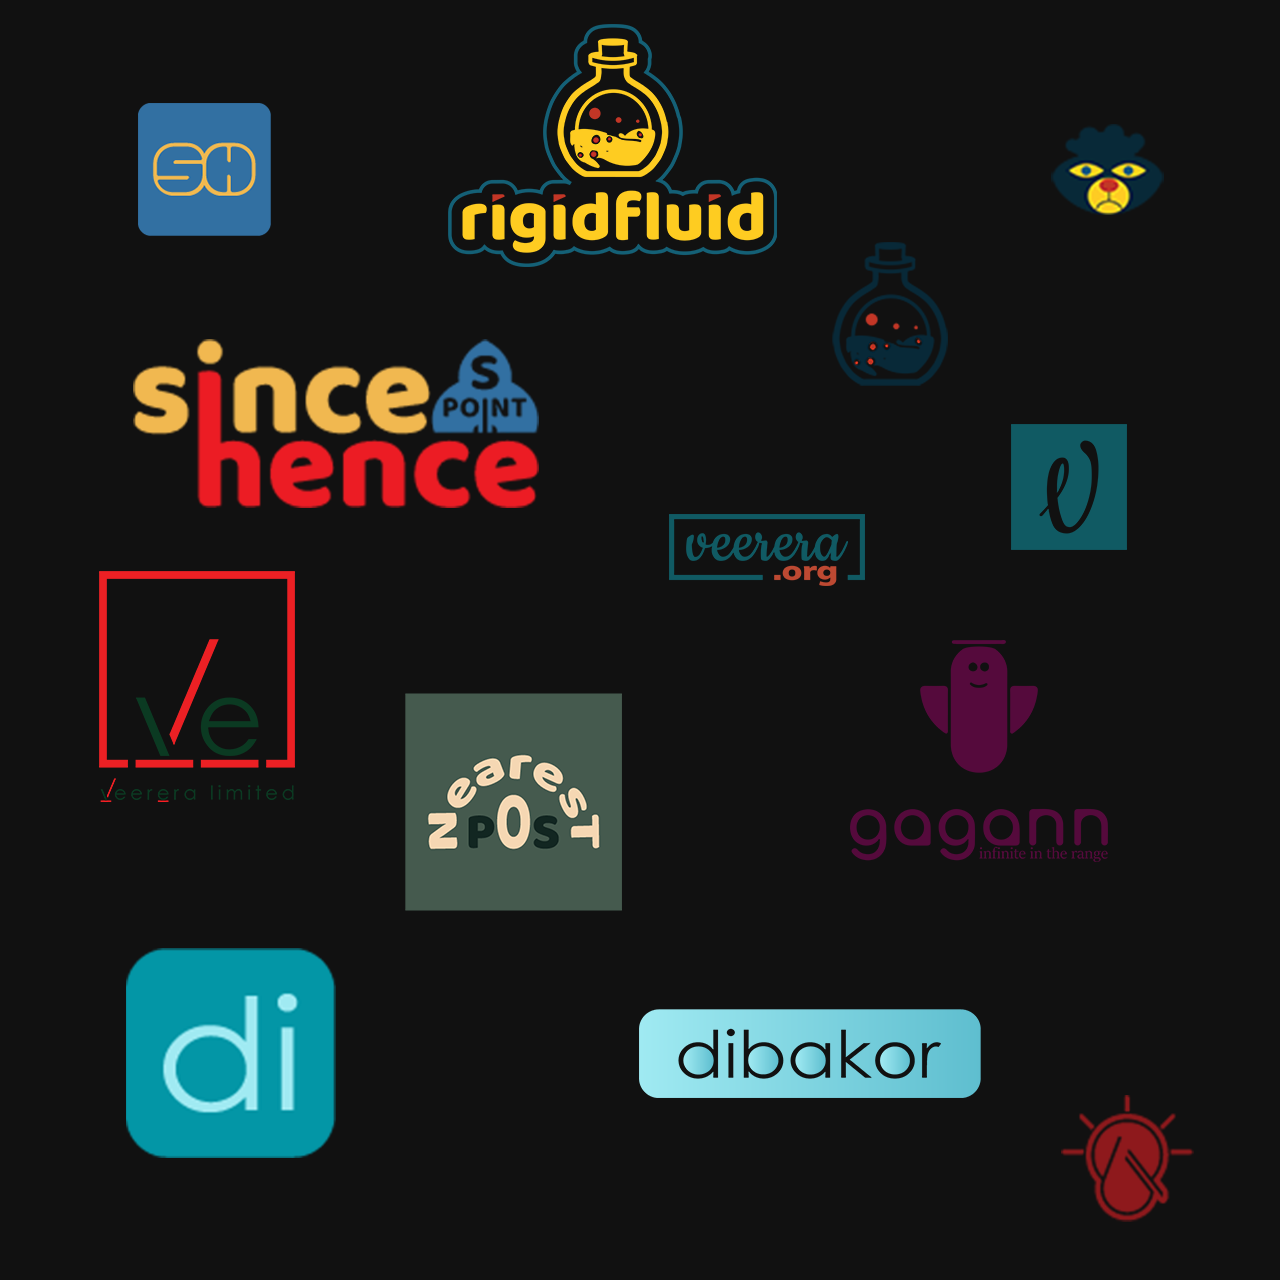 SH
rigidfluid
since
S
POINT
hence
v
veerera
.org
ve
veerera limited
Nearest
POS
gagann
infinite in the range
di
dibakor